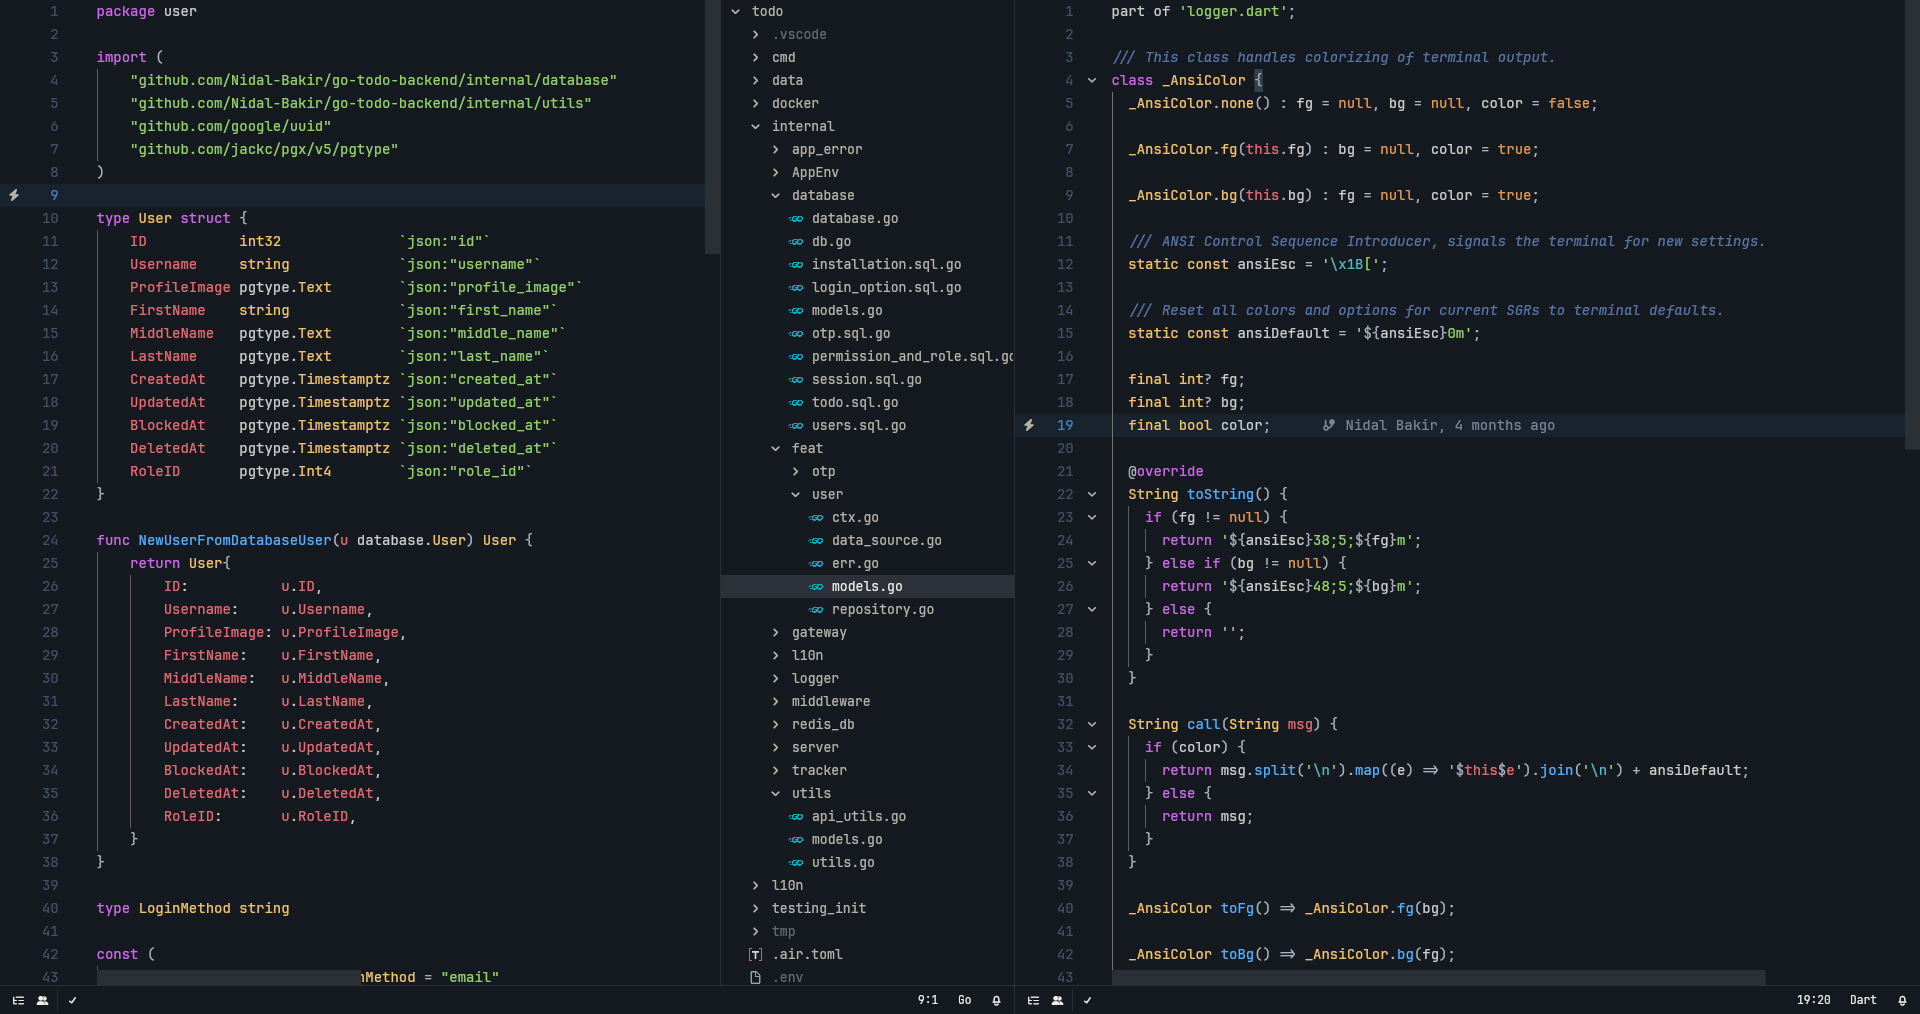 1 package user
2
3 import (
4 "github.com/Nidal-Bakir/go-todo-backend/internal/database"
5 "github.com/Nidal-Bakir/go-todo-backend/internal/utils"
6 "github.com/google/uuid"
7 "github.com/jackc/pgx/v5/pgtype"
8 )
9
10 type User struct {
11 ID int32 `json:"id"`
12 Username string `json:"username"`
13 ProfileImage pgtype.Text `json:"profile_image"`
14 FirstName string `json:"first_name"`
15 MiddleName pgtype.Text `json:"middle_name"`
16 LastName pgtype.Text `json:"last_name"`
17 CreatedAt pgtype.Timestamptz `json:"created_at"`
18 UpdatedAt pgtype.Timestamptz `json:"updated_at"`
19 BlockedAt pgtype.Timestamptz `json:"blocked_at"`
20 DeletedAt pgtype.Timestamptz `json:"deleted_at"`
21 RoleID pgtype.Int4 `json:"role_id"`
22 }
23
24 func NewUserFromDatabaseUser(u database.User) User {
25 return User{
26 ID: u.ID,
27 Username: u.Username,
28 ProfileImage: u.ProfileImage,
29 FirstName: u.FirstName,
30 MiddleName: u.MiddleName,
31 LastName: u.LastName,
32 CreatedAt: u.CreatedAt,
33 UpdatedAt: u.UpdatedAt,
34 BlockedAt: u.BlockedAt,
35 DeletedAt: u.DeletedAt,
36 RoleID: u.RoleID,
37 }
38 }
39
40 type LoginMethod string
41
42 const (
43 Method = "email"
9:1 Go
todo
.vscode
cmd
data
docker
internal
app_error
AppEnv
database
database.go
db.go
installation.sql.go
login_option.sql.go
models.go
otp.sql.go
permission_and_role.sql.go
session.sql.go
todo.sql.go
users.sql.go
feat
otp
user
ctx.go
data_source.go
err.go
models.go
repository.go
gateway
l10n
logger
middleware
redis_db
server
tracker
utils
api_utils.go
models.go
utils.go
l10n
testing_init
tmp
.air.toml
.env
1 part of 'logger.dart';
2
3 /// This class handles colorizing of terminal output.
4 class _AnsiColor {
5 _AnsiColor.none() : fg = null, bg = null, color = false;
6
7 _AnsiColor.fg(this.fg) : bg = null, color = true;
8
9 _AnsiColor.bg(this.bg) : fg = null, color = true;
10
11 /// ANSI Control Sequence Introducer, signals the terminal for new settings.
12 static const ansiEsc = '\x1B[';
13
14 /// Reset all colors and options for current SGRs to terminal defaults.
15 static const ansiDefault = '${ansiEsc}0m';
16
17 final int? fg;
18 final int? bg;
19 final bool color; Nidal Bakir, 4 months ago
20
21 @override
22 String toString() {
23 if (fg != null) {
24 return '${ansiEsc}38;5;${fg}m';
25 } else if (bg != null) {
26 return '${ansiEsc}48;5;${bg}m';
27 } else {
28 return '';
29 }
30 }
31
32 String call(String msg) {
33 if (color) {
34 return msg.split('\n').map((e) => '$this$e').join('\n') + ansiDefault;
35 } else {
36 return msg;
37 }
38 }
39
40 _AnsiColor toFg() => _AnsiColor.fg(bg);
41
42 _AnsiColor toBg() => _AnsiColor.bg(fg);
43
19:20 Dart